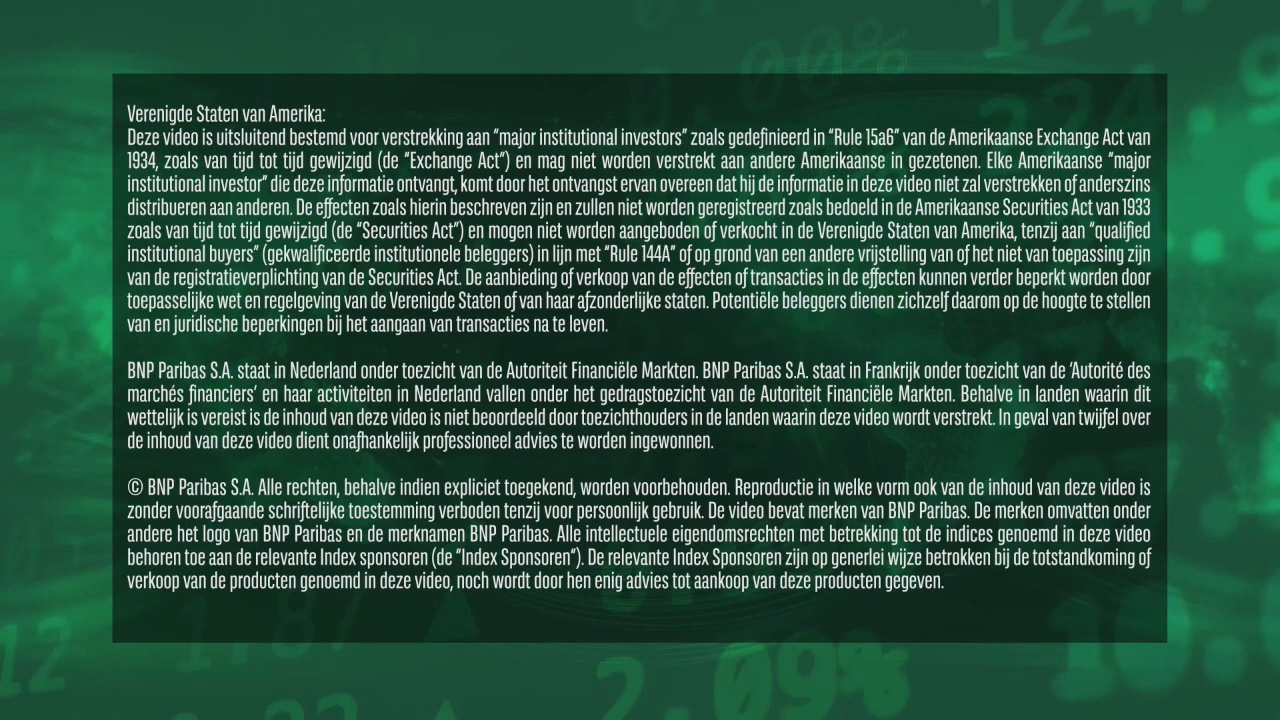 Verenigde Staten van Amerika:
Deze video is uitsluitend bestemd voor verstrekking aan "major institutional investors" zoals gedefinieerd in "Rule 15a6" van de Amerikaanse Exchange Act van
1934, zoals van tijd tot tijd gewijzigd (de "Exchange Act") en mag niet worden verstrekt aan andere Amerikaanse in gezetenen. Elke Amerikaanse "major
institutional investor" die deze informatie ontvangt, komt door het ontvangst ervan overeen dat hij de informatie in deze video niet zal verstrekken of anderszins
distribueren aan anderen. De effecten zoals hierin beschreven zijn en zullen niet worden geregistreerd zoals bedoeld in de Amerikaanse Securities Act van 1933
zoals van tijd tot tijd gewijzigd (de "Securities Act") en mogen niet worden aangeboden of verkocht in de Verenigde Staten van Amerika, tenzij aan "qualified
institutional buyers" (gekwalificeerde institutionele beleggers) in lijn met "Rule 144A" of op grond van een andere vrijstelling van of het niet van toepassing zijn
van de registratieverplichting van de Securities Act. De aanbieding of verkoop van de effecten of transacties in de effecten kunnen verder beperkt worden door
toepasselijke wet en regelgeving van de Verenigde Staten of van haar afzonderlijke staten. Potentiële beleggers dienen zichzelf daarom op de hoogte te stellen
van en juridische beperkingen bij het aangaan van transacties na te leven.
BNP Paribas S.A. staat in Nederland onder toezicht van de Autoriteit Financiële Markten. BNP Paribas S.A. staat in Frankrijk onder toezicht van de 'Autorité des
marchés financiers' en haar activiteiten in Nederland vallen onder het gedragstoezicht van de Autoriteit Financiële Markten. Behalve in landen waarin dit
wettelijk is vereist is de inhoud van deze video is niet beoordeeld door toezichthouders in de landen waarin deze video wordt verstrekt. In geval van twijfel over
de inhoud van deze video dient onafhankelijk professioneel advies te worden ingewonnen.
© BNP Paribas S.A. Alle rechten, behalve indien expliciet toegekend, worden voorbehouden. Reproductie in welke vorm ook van de inhoud van deze video is
zonder voorafgaande schriftelijke toestemming verboden tenzij voor persoonlijk gebruik. De video bevat merken van BNP Paribas. De merken omvatten onder
andere het logo van BNP Paribas en de merknamen BNP Paribas. Alle intellectuele eigendomsrechten met betrekking tot de indices genoemd in deze video
behoren toe aan de relevante Index sponsoren (de "Index Sponsoren"). De relevante Index Sponsoren zijn op generlei wijze betrokken bij de totstandkoming of
verkoop van de producten genoemd in deze video, noch wordt door hen enig advies tot aankoop van deze producten gegeven.
2.09%